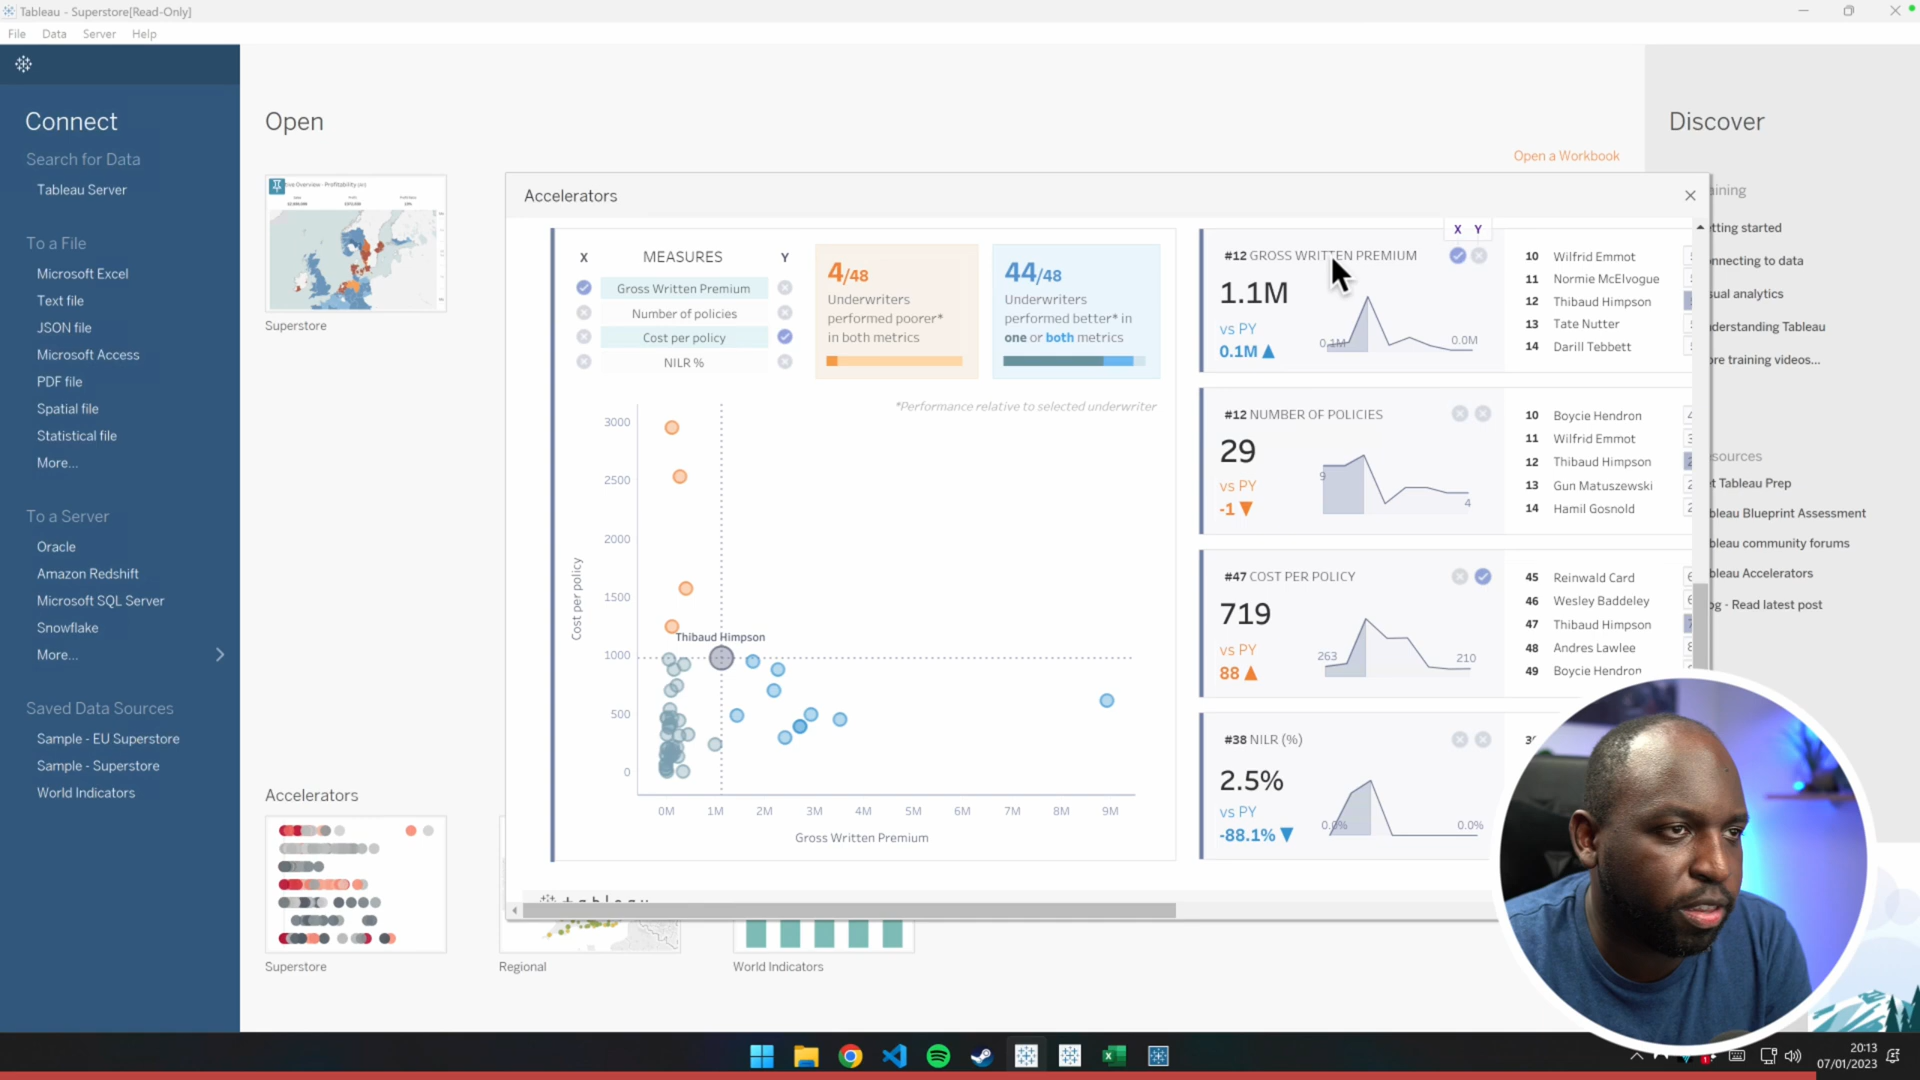 Tableau - Superstore[Read-Only]
File Data Server Help
Connect
Search for Data
Tableau Server
To a File
Microsoft Excel
Text file
JSON file
Microsoft Access
PDF file
Spatial file
Statistical file
More...
To a Server
Oracle
Amazon Redshift
Microsoft SQL Server
Snowflake
More...
Saved Data Sources
Sample - EU Superstore
Sample - Superstore
World Indicators
Open
Open a Workbook
Superstore
Accelerators
Superstore
Regional
World Indicators
Accelerators
X MEASURES Y
Gross Written Premium
Number of policies
Cost per policy
NILR %
4/48
Underwriters
performed poorer*
in both metrics
44/48
Underwriters
performed better* in
one or both metrics
*Performance relative to selected underwriter
Cost per policy
3000
2500
2000
1500
1000
500
0
Thibaud Himpson
0M 1M 2M 3M 4M 5M 6M 7M 8M 9M
Gross Written Premium
X Y
#12 GROSS WRITTEN PREMIUM
1.1M
vs PY
0.1M
0.1M
0.0M
10 Wilfrid Emmot
11 Normie McElvogue
12 Thibaud Himpson
13 Tate Nutter
14 Darill Tebbett
#12 NUMBER OF POLICIES
29
vs PY
-1
9
4
10 Boycie Hendron
11 Wilfrid Emmot
12 Thibaud Himpson
13 Gun Matuszewski
14 Hamil Gosnold
#47 COST PER POLICY
719
vs PY
88
263
210
45 Reinwald Card
46 Wesley Baddeley
47 Thibaud Himpson
48 Andres Lawlee
49 Boycie Hendron
#38 NILR (%)
2.5%
vs PY
-88.1%
0.0%
0.0%
Discover
aining
tting started
nnecting to data
sual analytics
derstanding Tableau
ore training videos...
sources
t Tableau Prep
bleau Blueprint Assessment
bleau community forums
bleau Accelerators
og - Read latest post
20:13
07/01/2023